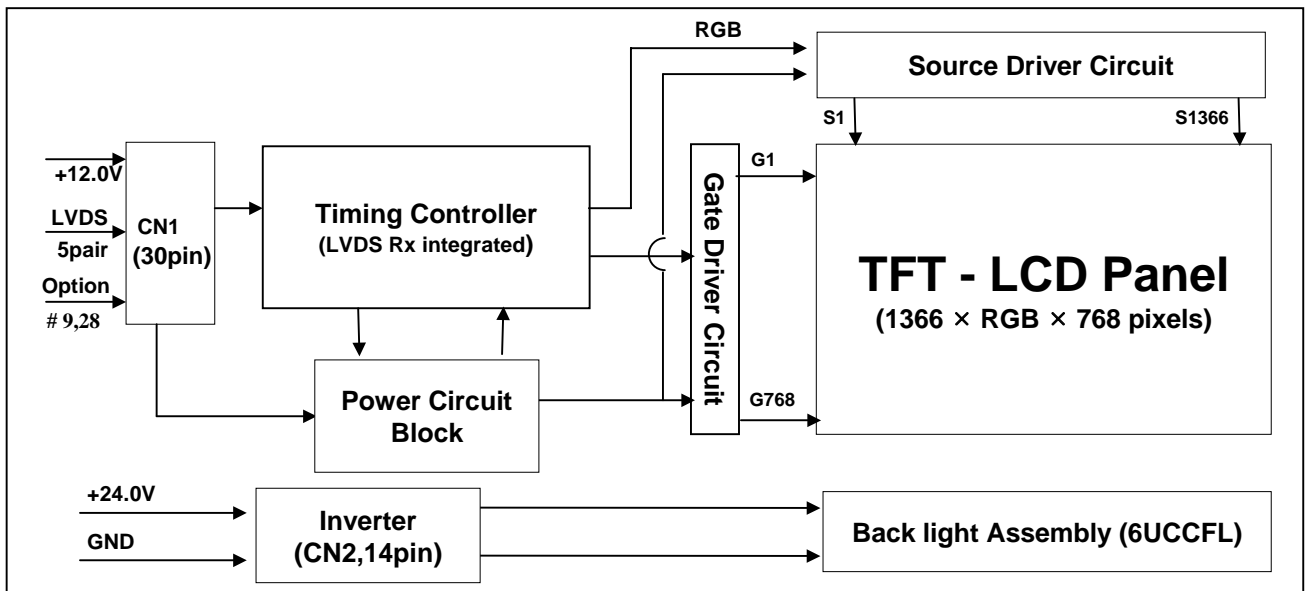 RGB
Source Driver Circuit
S1
S1366
+12.0V
LVDS
5pair
Option
# 9,28
CN1
(30pin)
Timing Controller
(LVDS Rx integrated)
Gate Driver Circuit
G1
G768
TFT - LCD Panel
(1366 × RGB × 768 pixels)
Power Circuit
Block
+24.0V
GND
Inverter
(CN2,14pin)
Back light Assembly (6UCCFL)